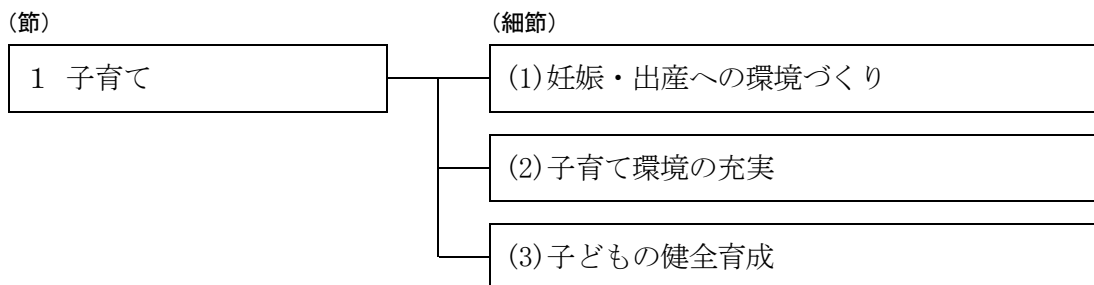 （節）
（細節）
１ 子育て
(1)妊娠・出産への環境づくり
(2)子育て環境の充実
(3)子どもの健全育成